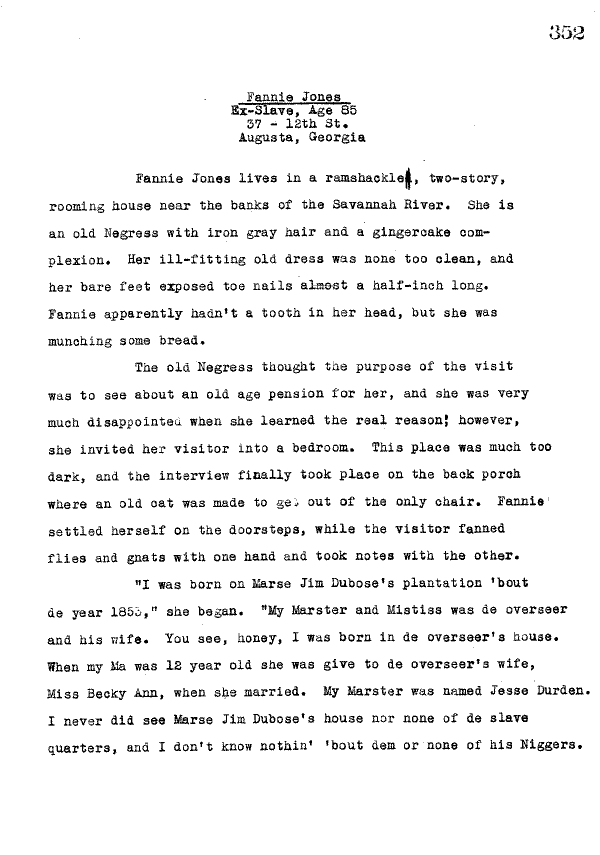 352
Fannie Jones
Ex-Slave, Age 85
37 - 12th St.
Augusta, Georgia
Fannie Jones lives in a ramshackle, two-story,
rooming house near the banks of the Savannah River. She is
an old Negress with iron gray hair and a gingercake com-
plexion. Her ill-fitting old dress was none too clean, and
her bare feet exposed toe nails almost a half-inch long.
Fannie apparently hadn't a tooth in her head, but she was
munching some bread.
The old Negress thought the purpose of the visit
was to see about an old age pension for her, and she was very
much disappointed when she learned the real reason; however,
she invited her visitor into a bedroom. This place was much too
dark, and the interview finally took place on the back porch
where an old cat was made to get out of the only chair. Fannie
settled herself on the doorsteps, while the visitor fanned
flies and gnats with one hand and took notes with the other.
"I was born on Marse Jim Dubose's plantation 'bout
de year 1853," she began. "My Marster and Mistiss was de overseer
and his wife. You see, honey, I was born in de overseer's house.
When my Ma was 12 year old she was give to de overseer's wife,
Miss Becky Ann, when she married. My Marster was named Jesse Durden.
I never did see Marse Jim Dubose's house nor none of de slave
quarters, and I don't know nothin' 'bout dem or none of his Niggers.